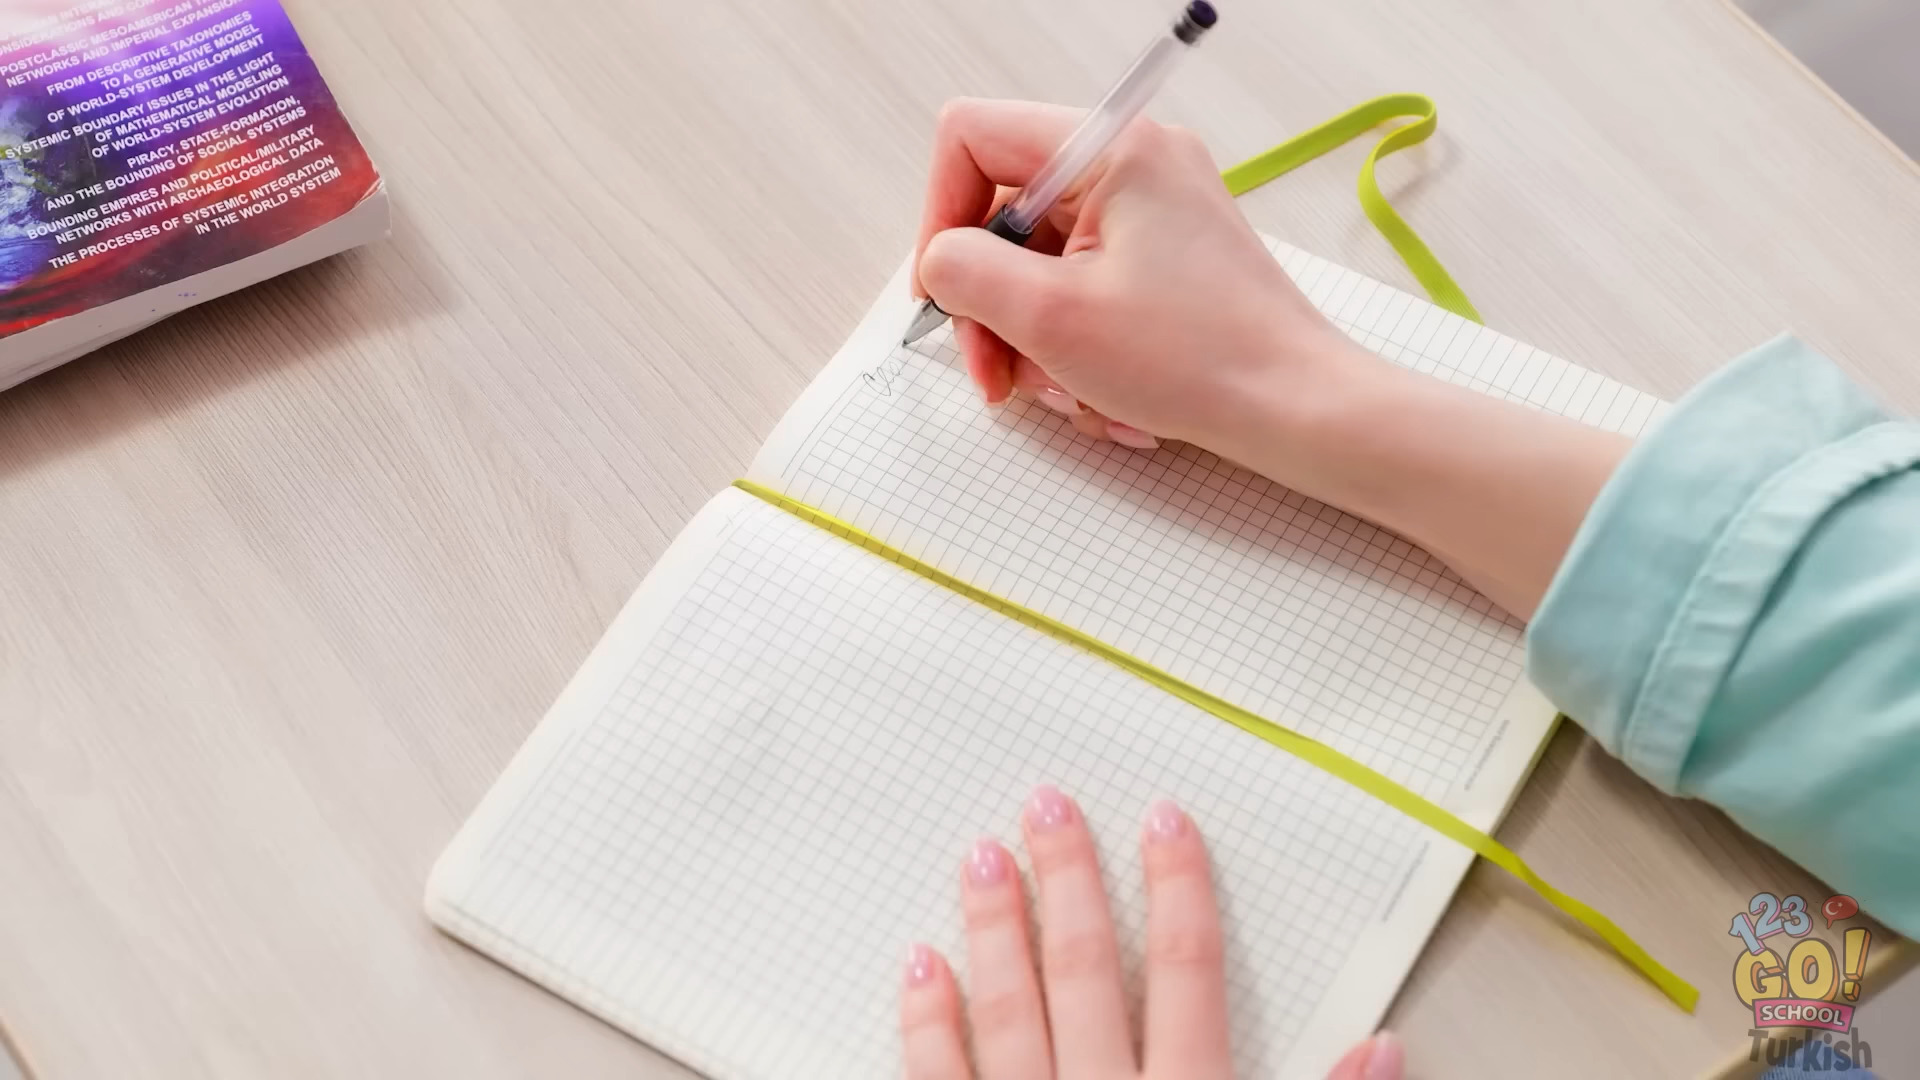 POSTCLASSIC MESOAMERICAN
NETWORKS AND IMPERIAL EXPANSION
FROM DESCRIPTIVE TAXONOMIES
TO A GENERATIVE MODEL
OF WORLD-SYSTEM DEVELOPMENT
SYSTEMIC BOUNDARY ISSUES IN THE LIGHT
OF MATHEMATICAL MODELING
OF WORLD-SYSTEM EVOLUTION
PIRACY, STATE-FORMATION,
AND THE BOUNDING OF SOCIAL SYSTEMS
BOUNDING EMPIRES AND POLITICAL/MILITARY
NETWORKS WITH ARCHAEOLOGICAL DATA
THE PROCESSES OF SYSTEMIC INTEGRATION
IN THE WORLD SYSTEM
123
GO!
SCHOOL
Turkish